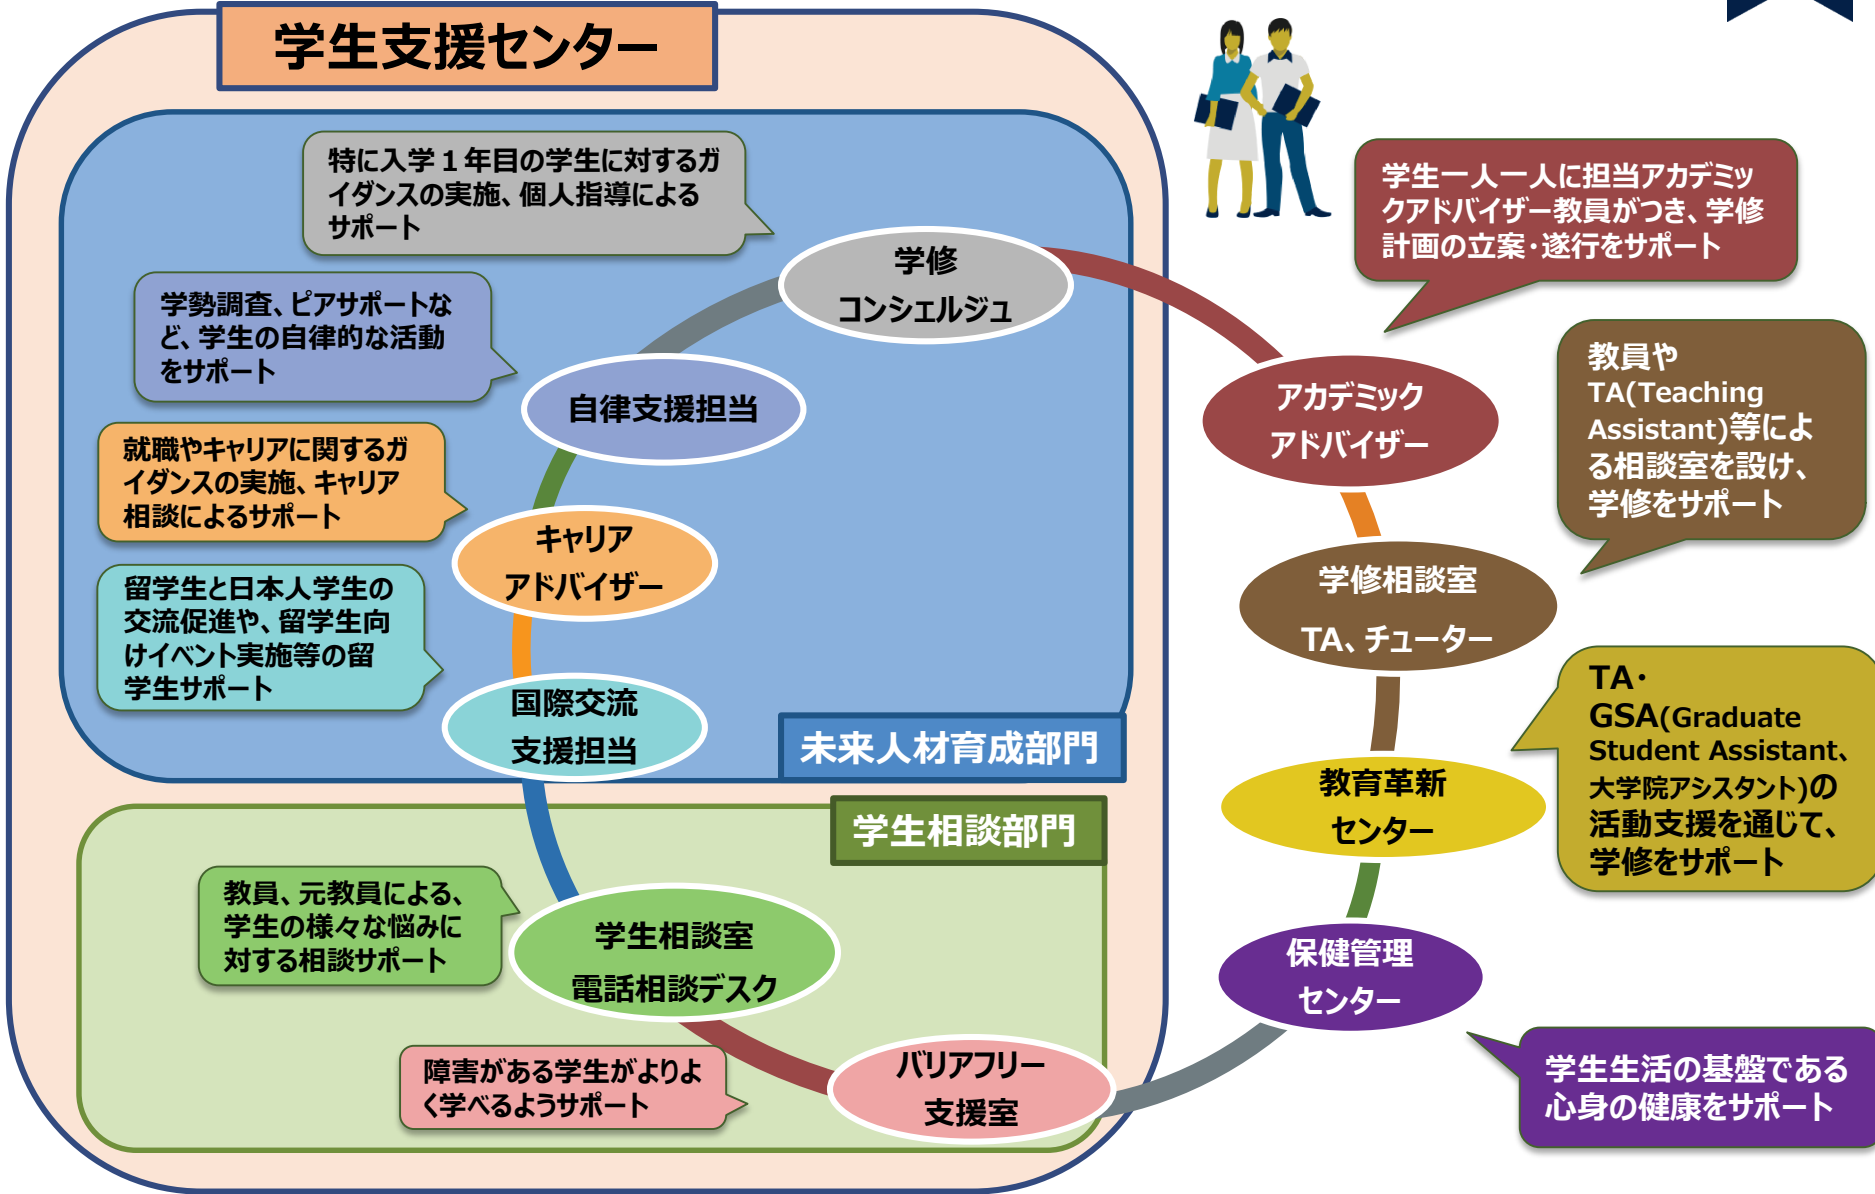 学生支援センター
特に入学１年目の学生に対するガ
イダンスの実施、個人指導による
サポート
学修
コンシェルジュ
学勢調査、ピアサポートな
ど、学生の自律的な活動
をサポート
自律支援担当
就職やキャリアに関するガ
イダンスの実施、キャリア
相談によるサポート
キャリア
アドバイザー
留学生と日本人学生の
交流促進や、留学生向
けイベント実施等の留
学生サポート
国際交流
支援担当
未来人材育成部門
学生相談部門
教員、元教員による、
学生の様々な悩みに
対する相談サポート
学生相談室
電話相談デスク
障害がある学生がよりよ
く学べるようサポート
バリアフリー
支援室
学生一人一人に担当アカデミッ
クアドバイザー教員がつき、学修
計画の立案・遂行をサポート
アカデミック
アドバイザー
教員や
TA(Teaching
Assistant)等によ
る相談室を設け、
学修をサポート
学修相談室
TA、チューター
TA・
GSA(Graduate
Student Assistant、
大学院アシスタント)の
活動支援を通じて、
学修をサポート
教育革新
センター
保健管理
センター
学生生活の基盤である
心身の健康をサポート